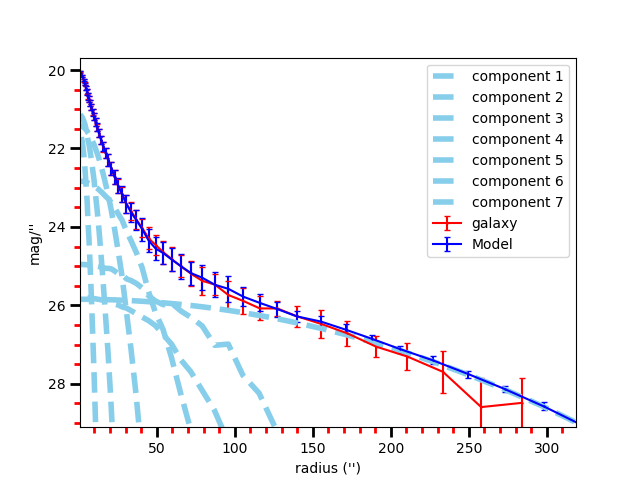 20
22
24
26
28
mag/''
50
100
150
200
250
300
radius ('')
component 1
component 2
component 3
component 4
component 5
component 6
component 7
galaxy
Model